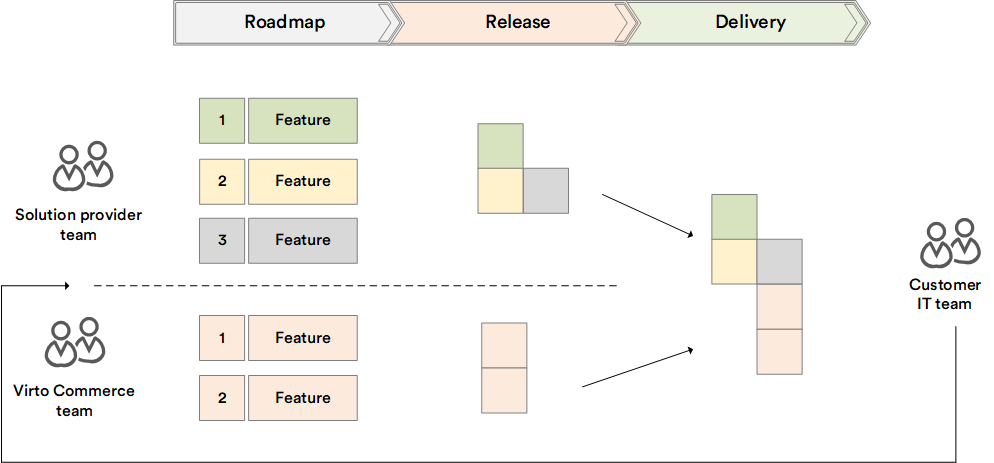 Roadmap
Release
Delivery
1
Feature
2
Feature
3
Feature
Solution provider
team
Customer
IT team
1
Feature
2
Feature
Virto Commerce
team